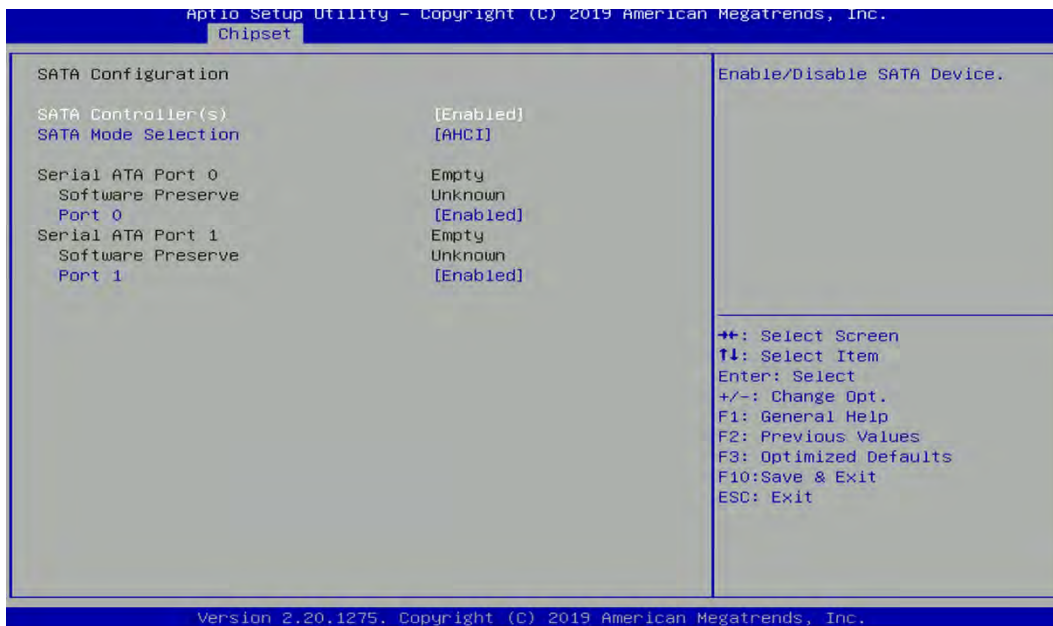 Aptio Setup Utility – Copyright (C) 2019 American Megatrends, Inc.
Chipset
SATA Configuration
SATA Controller(s) [Enabled]
SATA Mode Selection [AHCI]
Serial ATA Port 0 Empty
Software Preserve Unknown
Port 0 [Enabled]
Serial ATA Port 1 Empty
Software Preserve Unknown
Port 1 [Enabled]
Enable/Disable SATA Device.
→←: Select Screen
↑↓: Select Item
Enter: Select
+/-: Change Opt.
F1: General Help
F2: Previous Values
F3: Optimized Defaults
F10:Save & Exit
ESC: Exit
Version 2.20.1275. Copyright (C) 2019 American Megatrends, Inc.